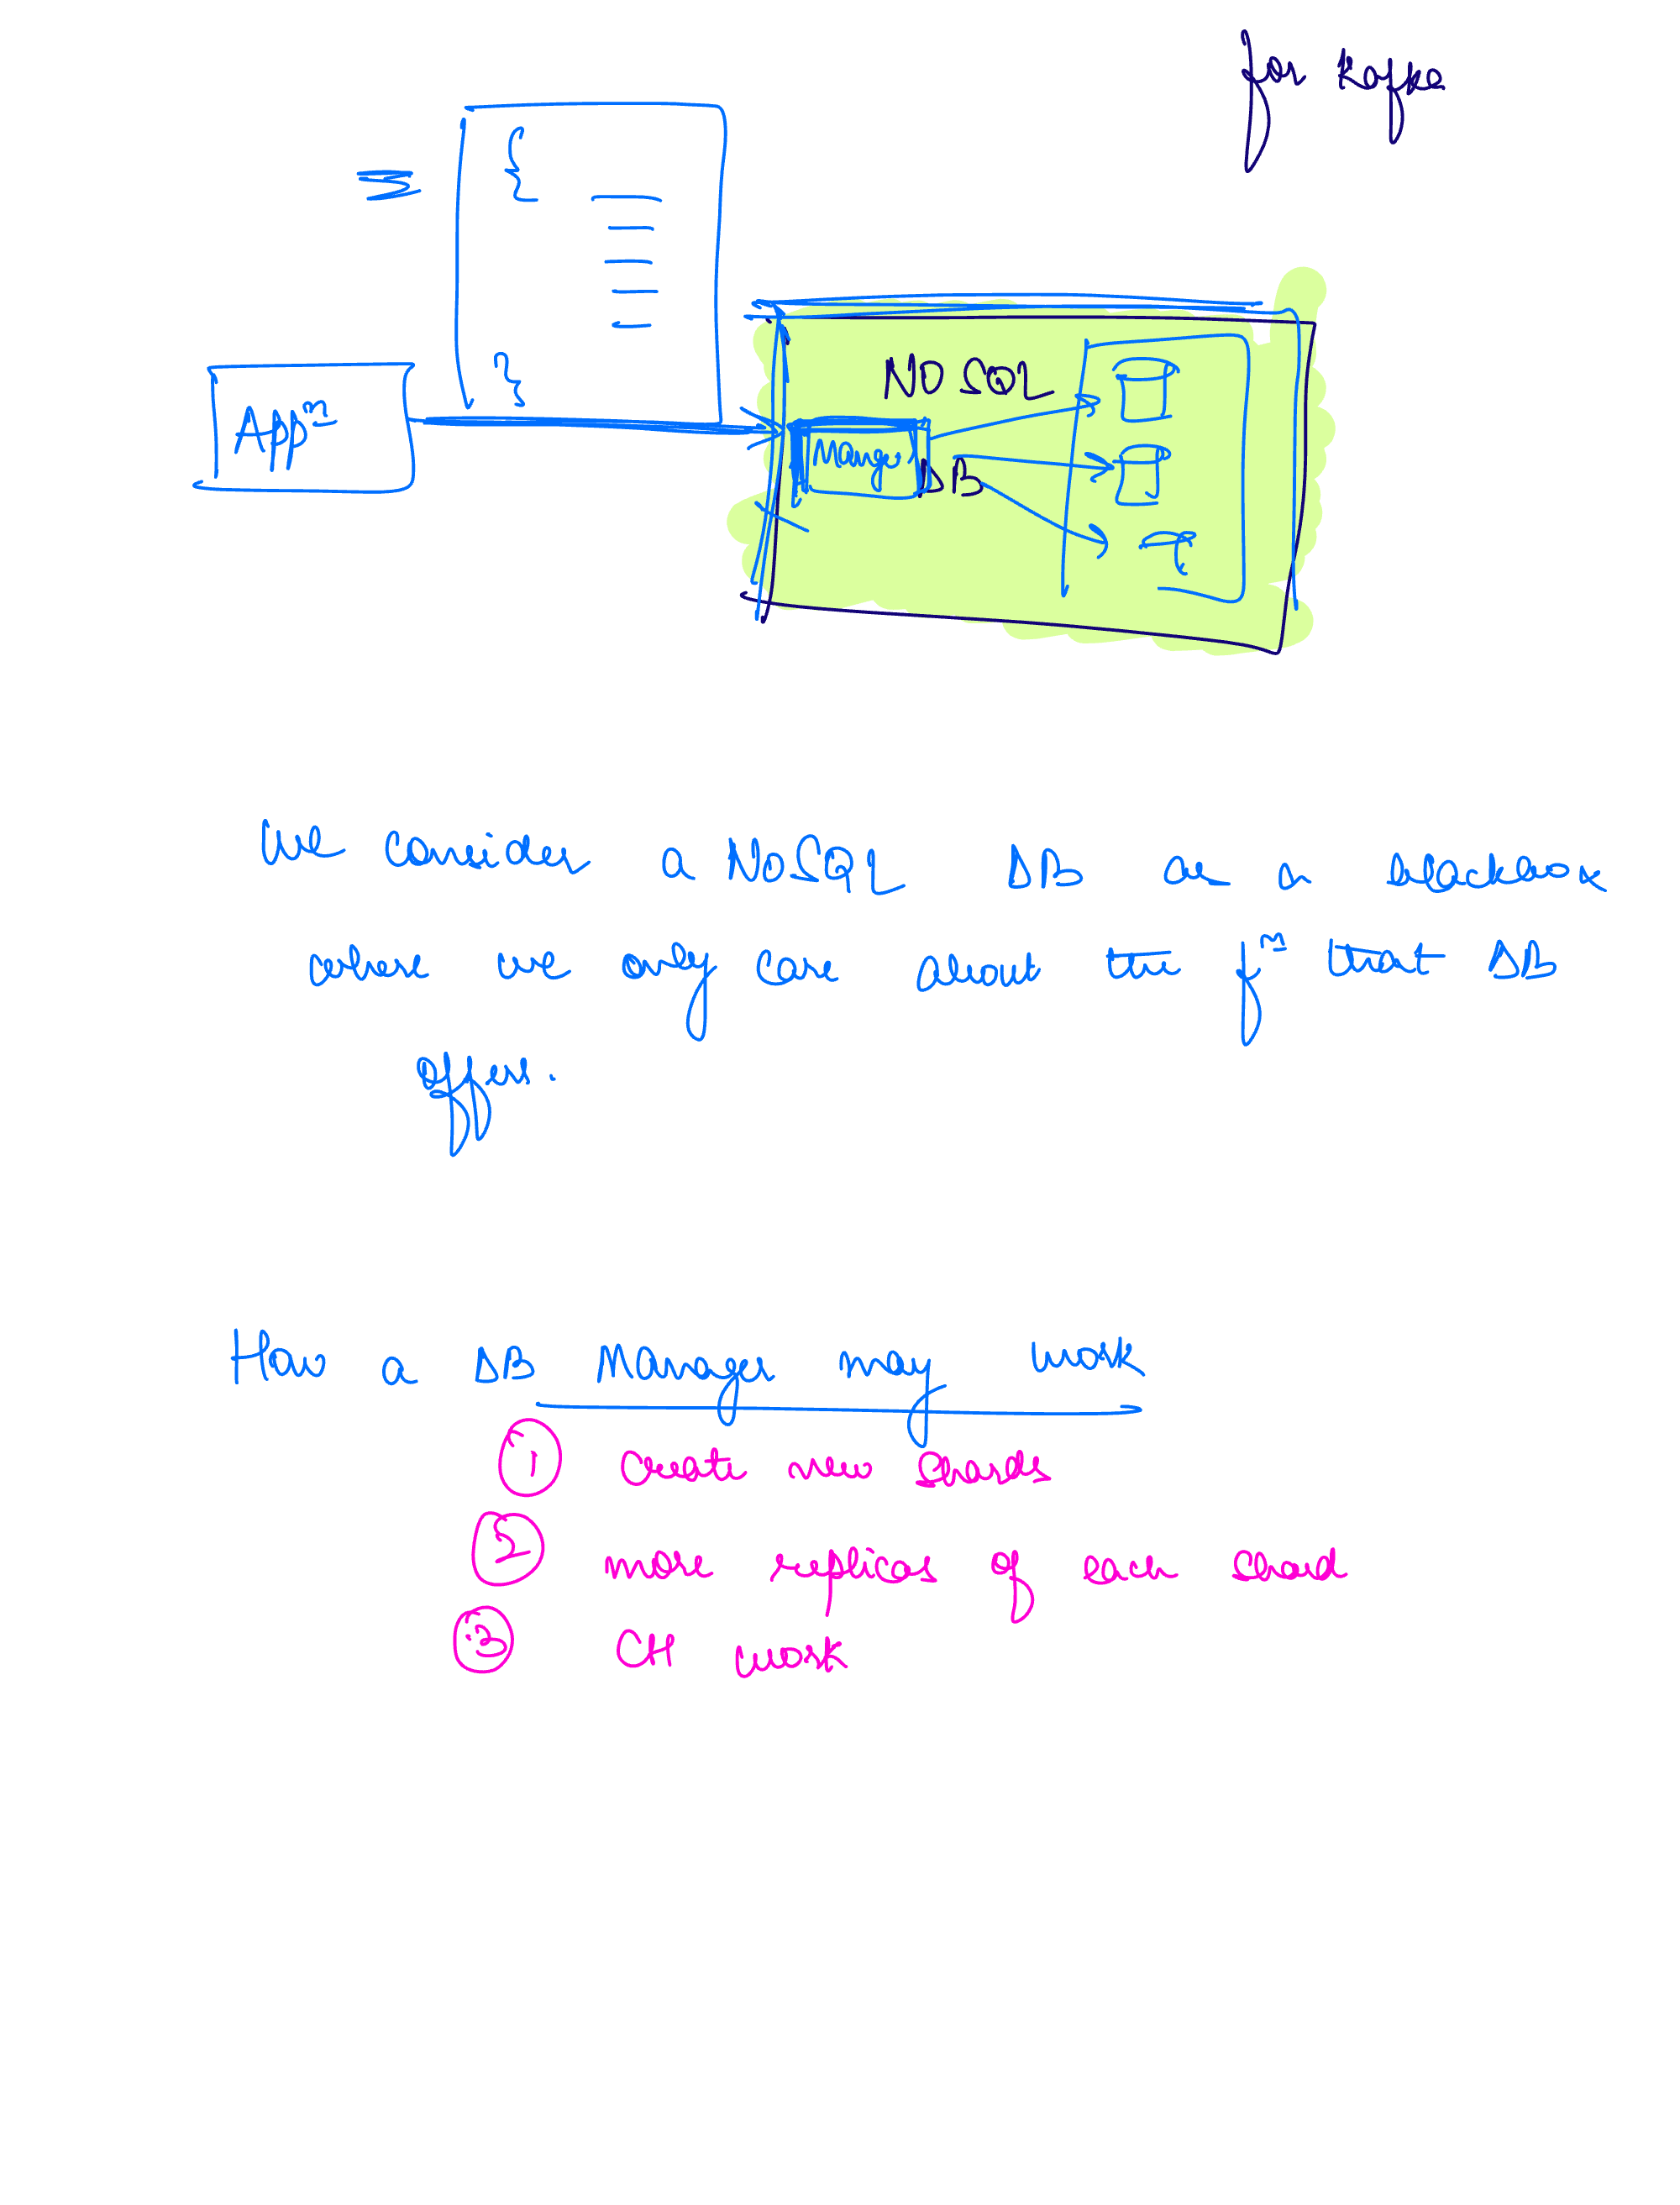 for Kafka
{
}
NOSQL
Appⁿ
Manager
DB
We consider a NoSQL DB as a blackbox
where we only care about the fⁿ that DB
offers.
How a DB Manager may work
① Create new Shards
② more replicas of each Shard
③ CH work